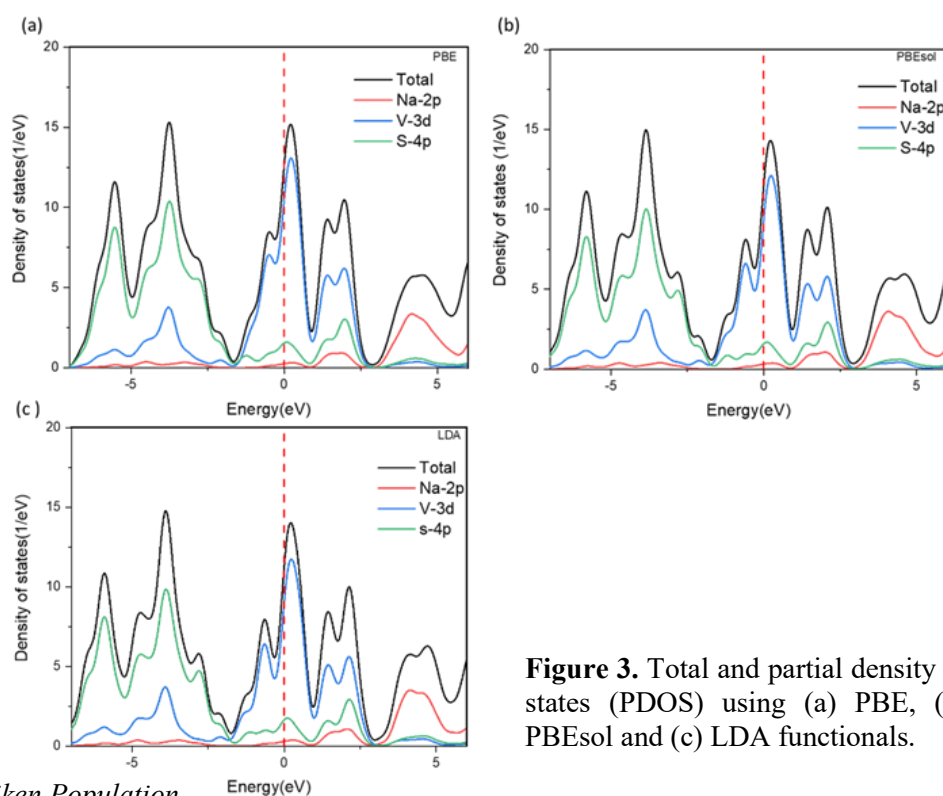 (a)
PBE
Total
Na-2p
V-3d
S-4p
Density of states(1/eV)
20
15
10
5
0
-5
0
5
Energy(eV)
(b)
PBEsol
Total
Na-2p
V-3d
S-4p
Density of states (1/eV)
20
15
10
5
0
-5
0
5
Energy(eV)
(c )
LDA
Total
Na-2p
V-3d
s-4p
Density of states(1/eV)
20
15
10
5
0
-5
0
5
Energy(eV)
Figure 3. Total and partial density
states (PDOS) using (a) PBE, (
PBEsol and (c) LDA functionals.
Population